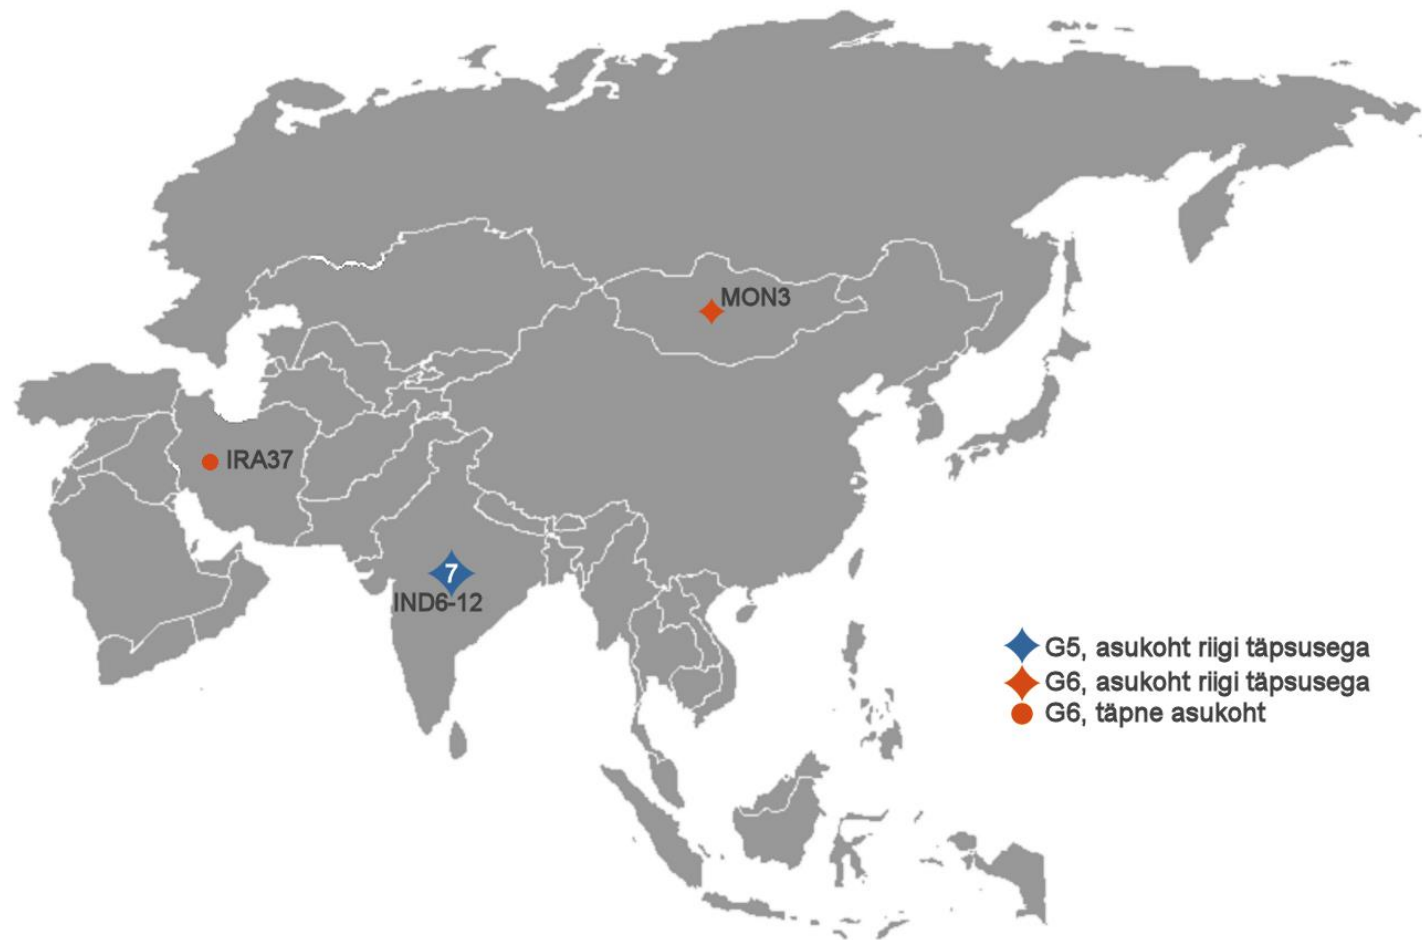 MON3
IRA37
7
IND6-12
G5, asukoht riigi täpsusega
G6, asukoht riigi täpsusega
G6, täpne asukoht